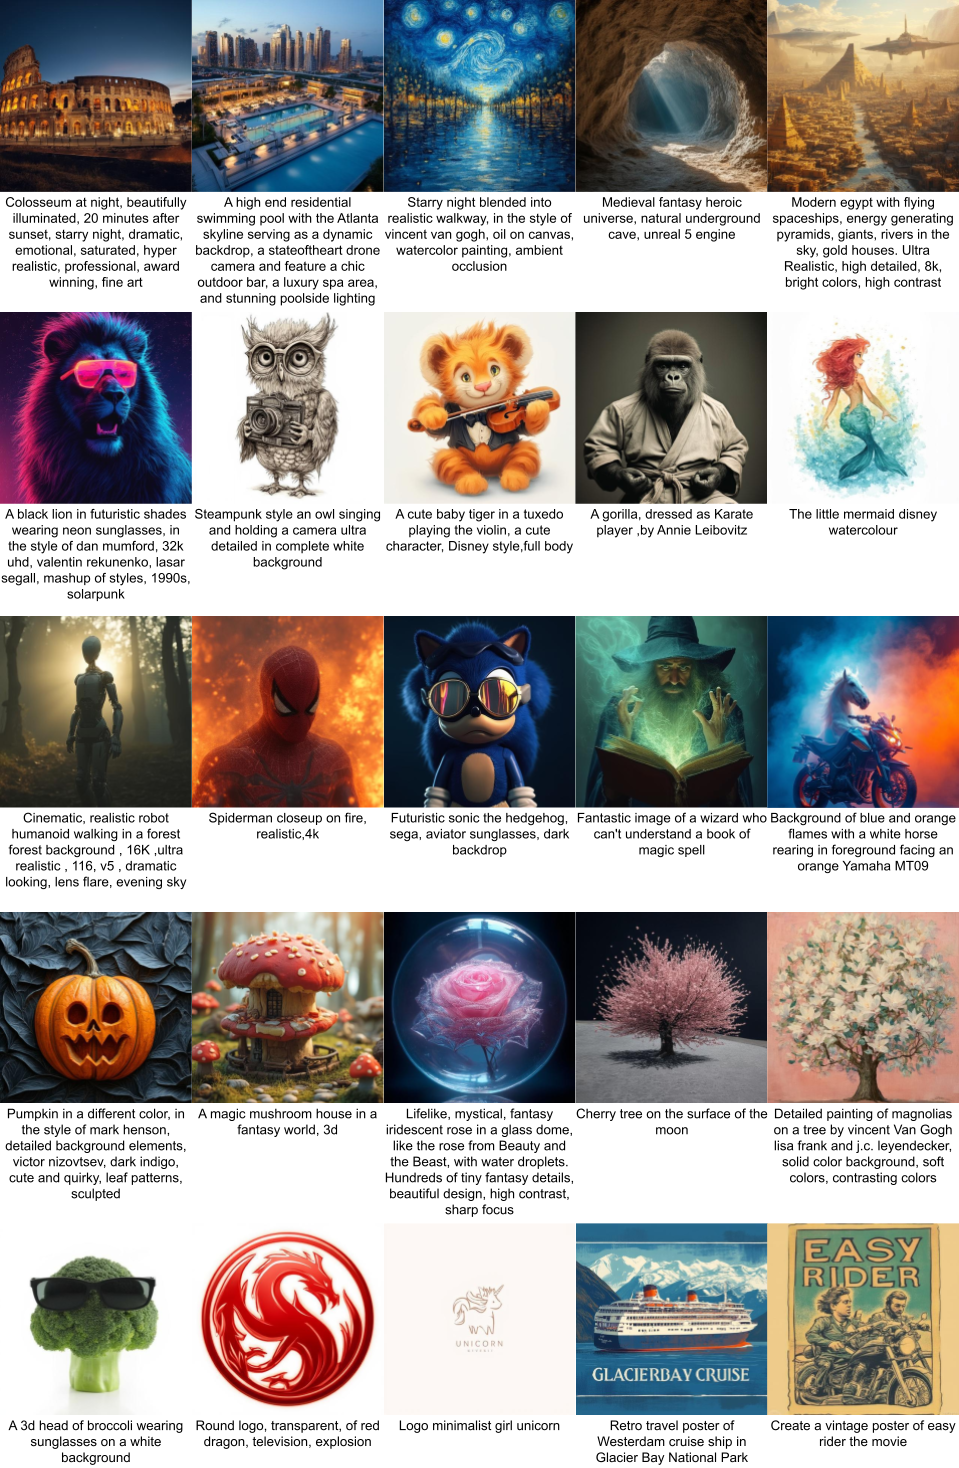 Colosseum at night, beautifully
illuminated, 20 minutes after
sunset, starry night, dramatic,
emotional, saturated, hyper
realistic, professional, award
winning, fine art
A high end residential
swimming pool with the Atlanta
skyline serving as a dynamic
backdrop, a stateoftheart drone
camera and feature a chic
outdoor bar, a luxury spa area,
and stunning poolside lighting
Starry night blended into
realistic walkway, in the style of
vincent van gogh, oil on canvas,
watercolor painting, ambient
occlusion
Medieval fantasy heroic
universe, natural underground
cave, unreal 5 engine
Modern egypt with flying
spaceships, energy generating
pyramids, giants, rivers in the
sky, gold houses. Ultra
Realistic, high detailed, 8k,
bright colors, high contrast
A black lion in futuristic shades
wearing neon sunglasses, in
the style of dan mumford, 32k
uhd, valentin rekunenko, lasar
segall, mashup of styles, 1990s,
solarpunk
Steampunk style an owl singing
and holding a camera ultra
detailed in complete white
background
A cute baby tiger in a tuxedo
playing the violin, a cute
character, Disney style,full body
A gorilla, dressed as Karate
player ,by Annie Leibovitz
The little mermaid disney
watercolour
Cinematic, realistic robot
humanoid walking in a forest
forest background , 16K ,ultra
realistic , 116, v5 , dramatic
looking, lens flare, evening sky
Spiderman closeup on fire,
realistic,4k
Futuristic sonic the hedgehog,
sega, aviator sunglasses, dark
backdrop
Fantastic image of a wizard who
can't understand a book of
magic spell
Background of blue and orange
flames with a white horse
rearing in foreground facing an
orange Yamaha MT09
Pumpkin in a different color, in
the style of mark henson,
detailed background elements,
victor nizovtsev, dark indigo,
cute and quirky, leaf patterns,
sculpted
A magic mushroom house in a
fantasy world, 3d
Lifelike, mystical, fantasy
iridescent rose in a glass dome,
like the rose from Beauty and
the Beast, with water droplets.
Hundreds of tiny fantasy details,
beautiful design, high contrast,
sharp focus
Cherry tree on the surface of the
moon
Detailed painting of magnolias
on a tree by vincent Van Gogh
lisa frank and j.c. leyendecker,
solid color background, soft
colors, contrasting colors
UNICORN
GLACIERBAY CRUISE
EASY
RIDER
A 3d head of broccoli wearing
sunglasses on a white
background
Round logo, transparent, of red
dragon, television, explosion
Logo minimalist girl unicorn
Retro travel poster of
Westerdam cruise ship in
Glacier Bay National Park
Create a vintage poster of easy
rider the movie